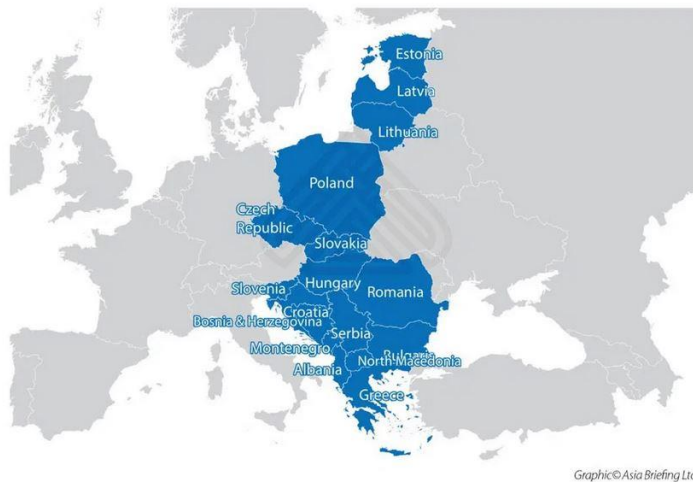 Estonia
Latvia
Lithuania
Poland
Czech
Republic
Slovakia
Hungary
Slovenia
Romania
Croatia
Bosnia & Herzegovina
Serbia
Montenegro
Bulgaria
North Macedonia
Albania
Greece
Graphic© Asia Briefing Ltd